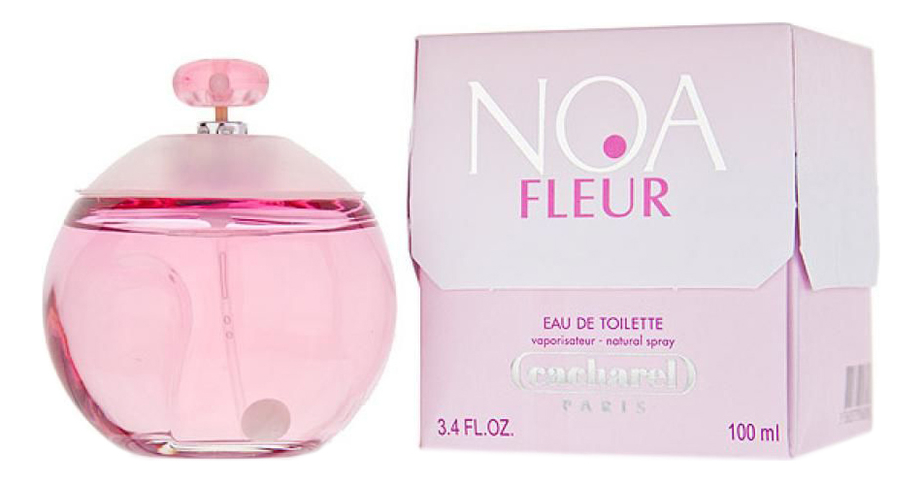 NOA
FLEUR
EAU DE TOILETTE
vaporisateur - natural spray
cacharel
PARIS
3.4 FL.OZ.
100 ml